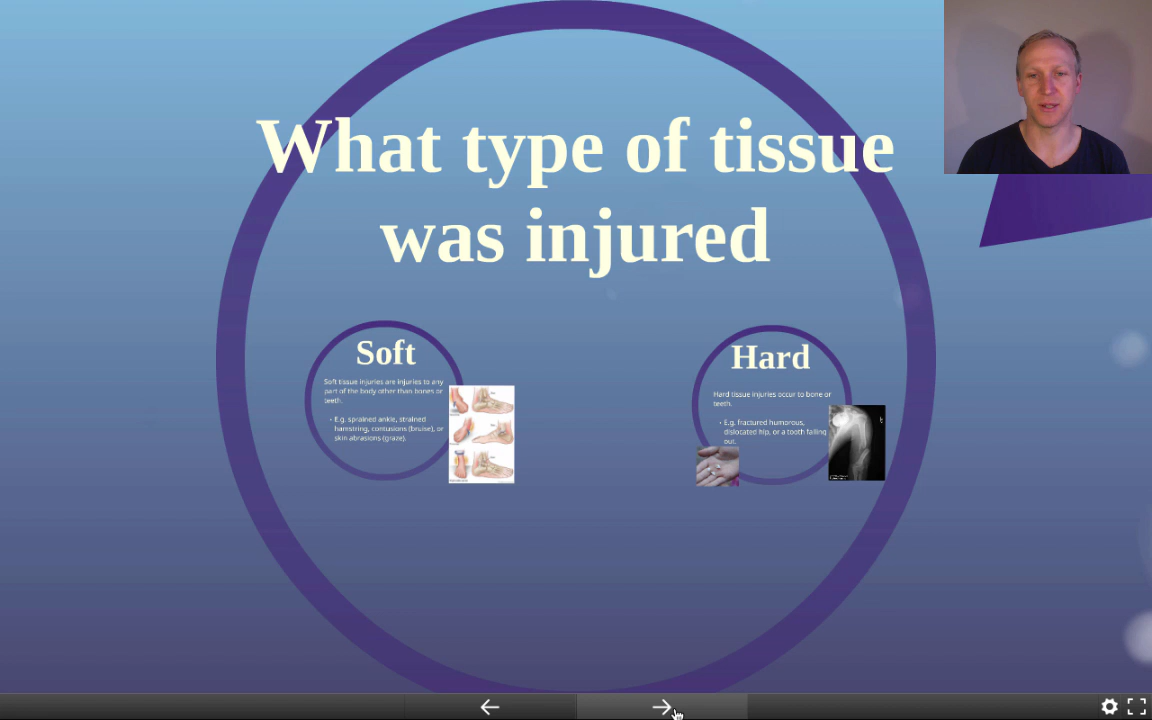 What type of tissue
was injured
Soft
Soft tissue injuries are injuries to any
part of the body other than bones or
teeth.
• E.g. sprained ankle, strained
hamstring, contusions (bruise), or
skin abrasions (graze).
Hard
Hard tissue injuries occur to bone or
teeth.
• E.g. fractured humorous,
dislocated hip, or a tooth falling
out.